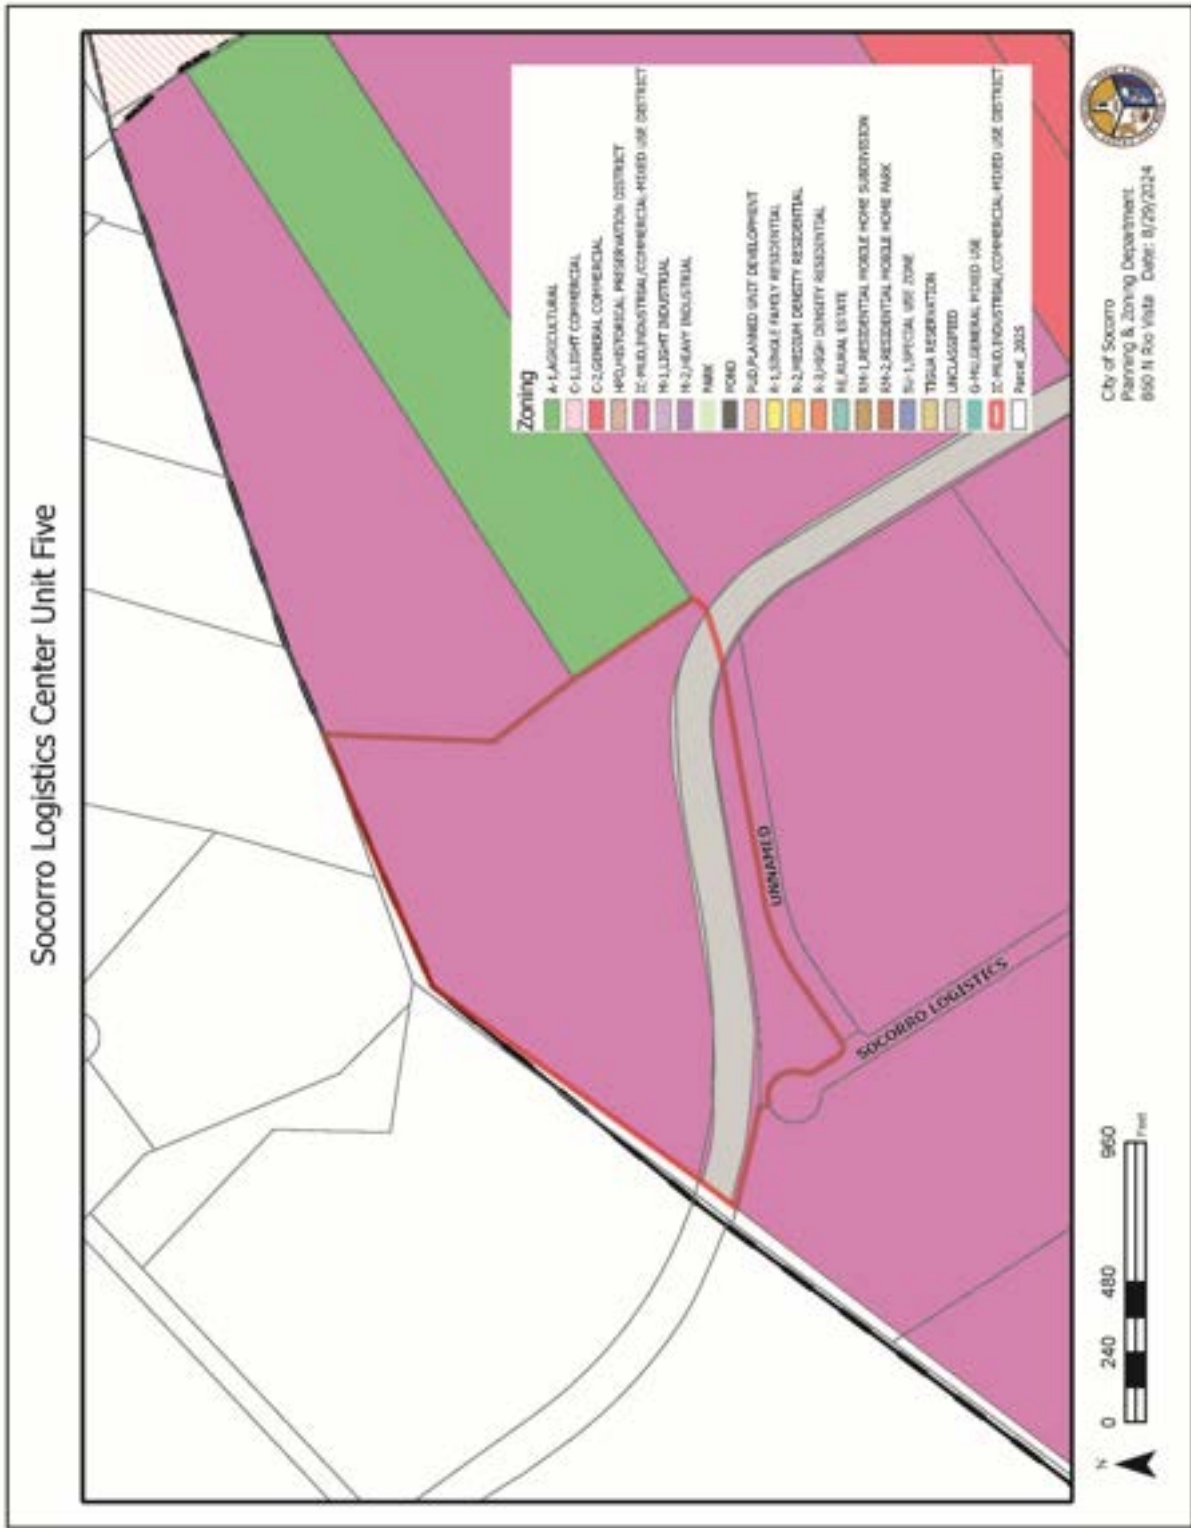 Socorro Logistics Center Unit Five
Zoning
A-1,AGRICULTURAL
C-1,LIGHT COMMERCIAL
C-2,GENERAL COMMERCIAL
HPD,HISTORICAL PRESERVATION DISTRICT
IC-MUD,INDUSTRIAL/COMMERCIAL-MIXED USE DISTRICT
M-1,LIGHT INDUSTRIAL
M-2,HEAVY INDUSTRIAL
PARK
POND
PUD,PLANNED UNIT DEVELOPMENT
R-1,SINGLE FAMILY RESIDENTIAL
R-2,MEDIUM DENSITY RESIDENTIAL
R-3,HIGH DENSITY RESIDENTIAL
RE,RURAL ESTATE
RM-1,RESIDENTIAL MOBILE HOME SUBDIVISION
RM-2,RESIDENTIAL MOBILE HOME PARK
SU-1,SPECIAL USE ZONE
TIGUA RESERVATION
UNCLASSIFIED
G-MU,GENERAL MIXED USE
IC-MUD,INDUSTRIAL/COMMERCIAL-MIXED USE DISTRICT
Parcel_2025
UNNAMED
SOCORRO LOGISTICS
N
0 240 480 960
Feet
City of Socorro
Planning & Zoning Department
860 N Rio Vista Date: 8/29/2024